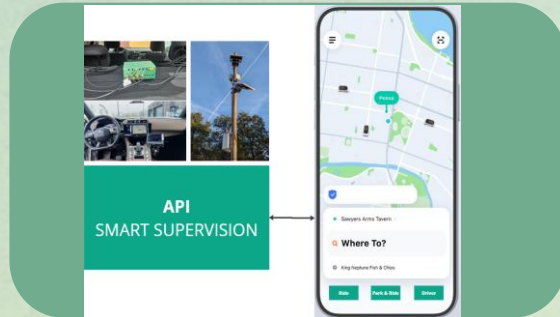 API
SMART SUPERVISION
Pickup
Sawyers Arms Tavern
Where To?
King Neptune Fish & Chips
Ride
Park & Ride
Driver